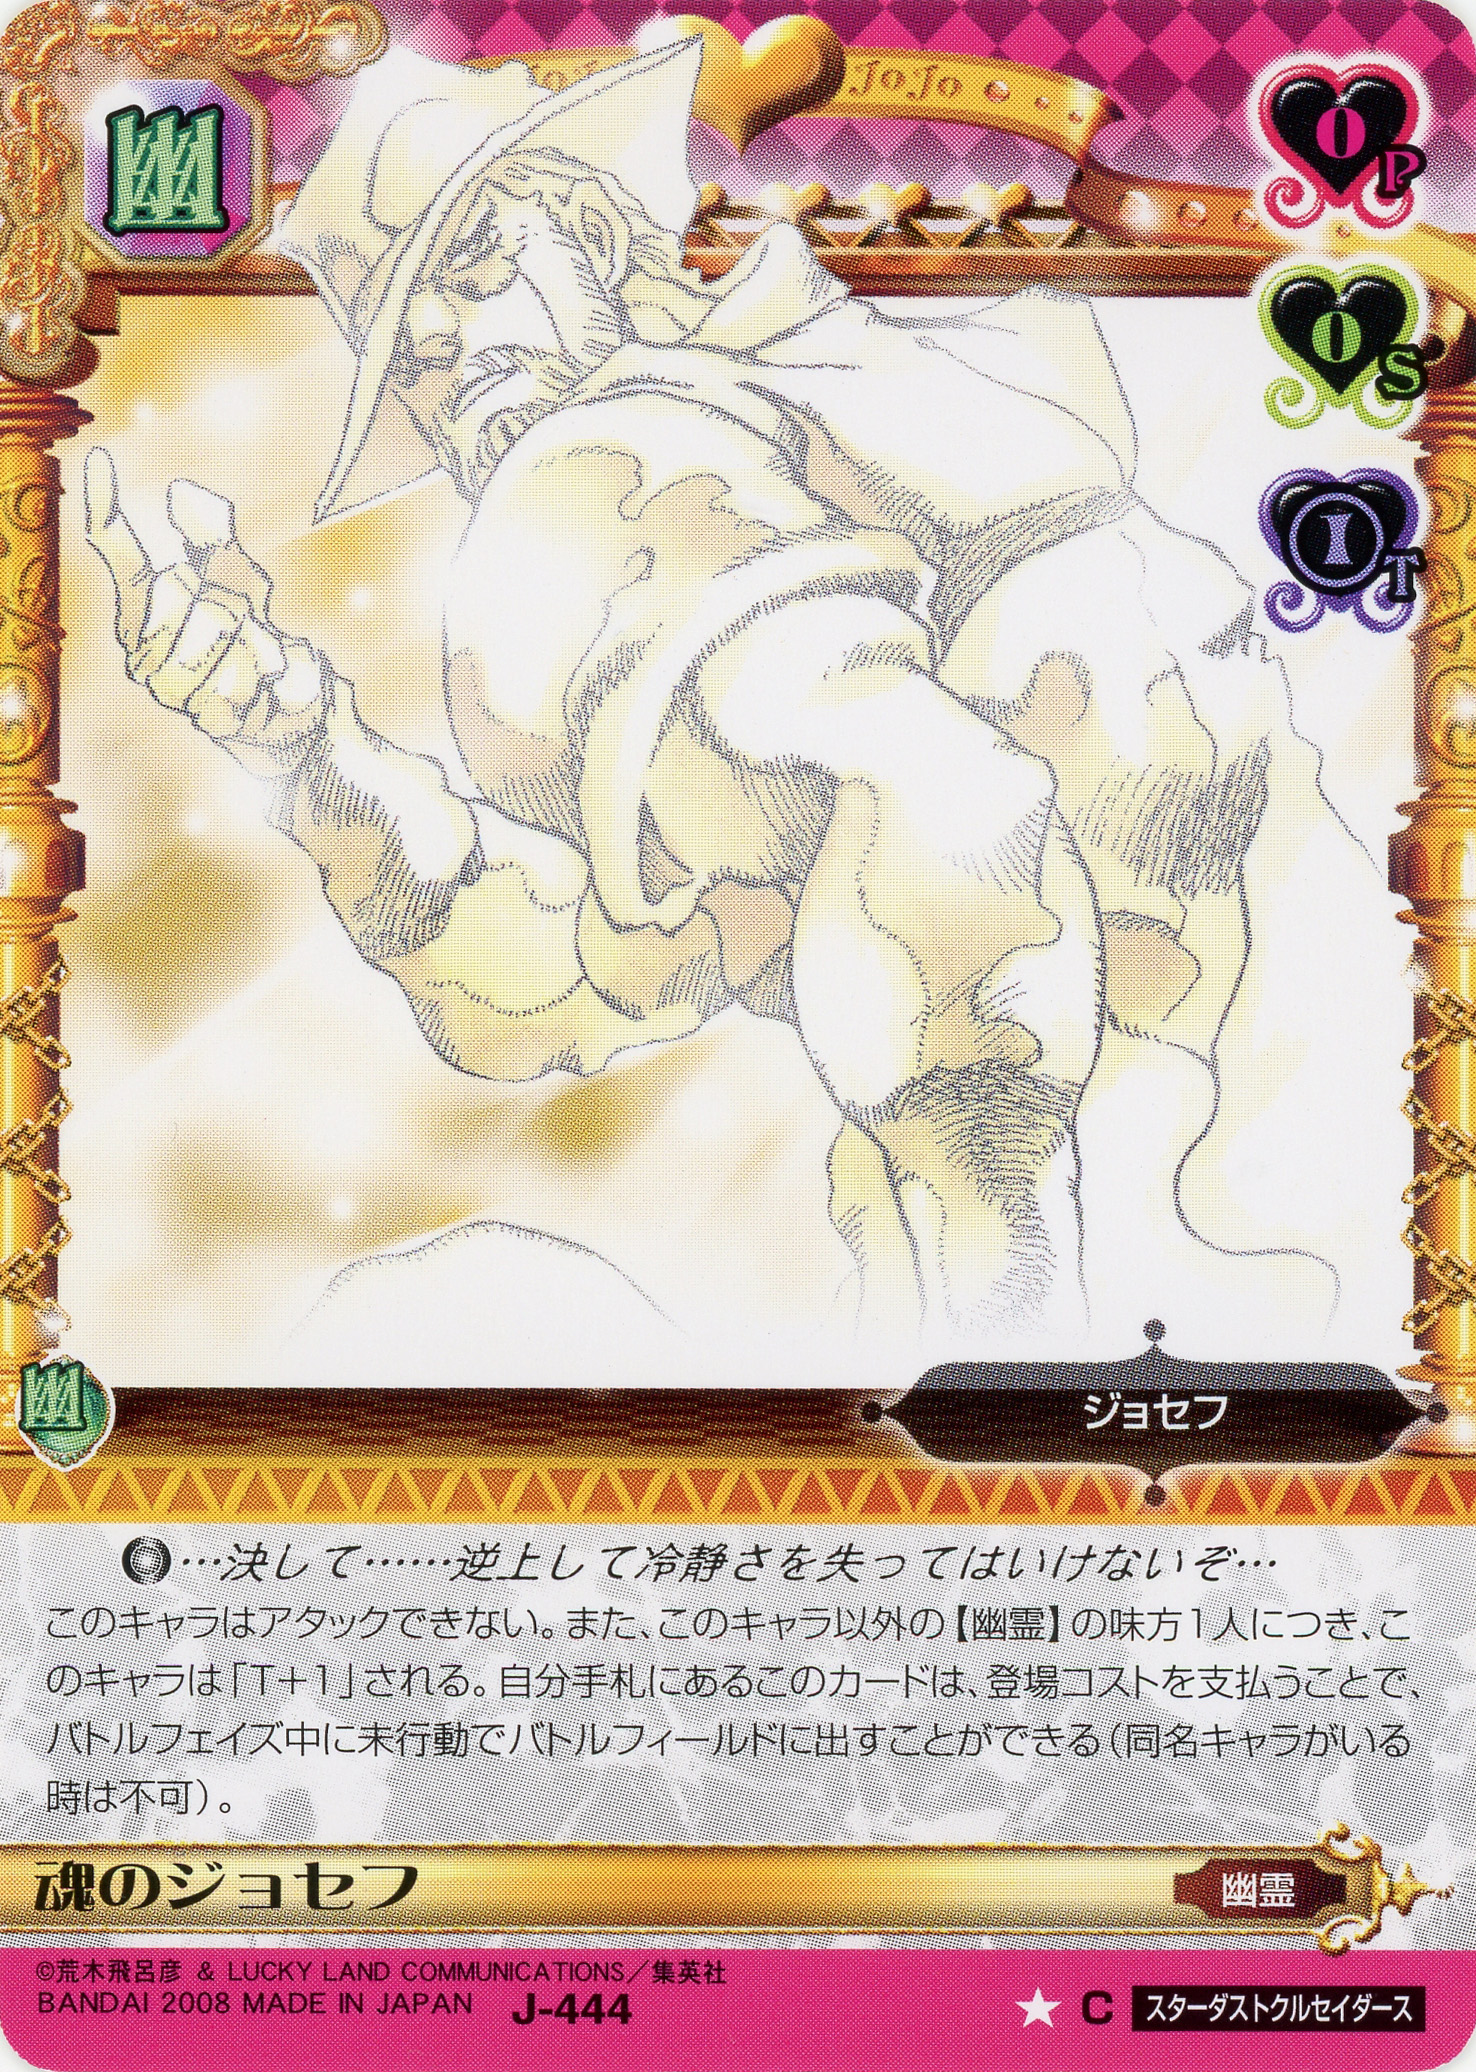 JoJo
0 P
0 S
1 T
ジョセフ
…決して……逆上して冷静さを失ってはいけないぞ…
このキャラはアタックできない。また、このキャラ以外の【幽霊】の味方1人につき、こ
のキャラは「T+1」される。自分手札にあるこのカードは、登場コストを支払うことで、
バトルフェイズ中に未行動でバトルフィールドに出すことができる(同名キャラがいる
時は不可)。
魂のジョセフ
幽霊
©荒木飛呂彦 & LUCKY LAND COMMUNICATIONS／集英社
BANDAI 2008 MADE IN JAPAN J-444
★ C スターダストクルセイダース